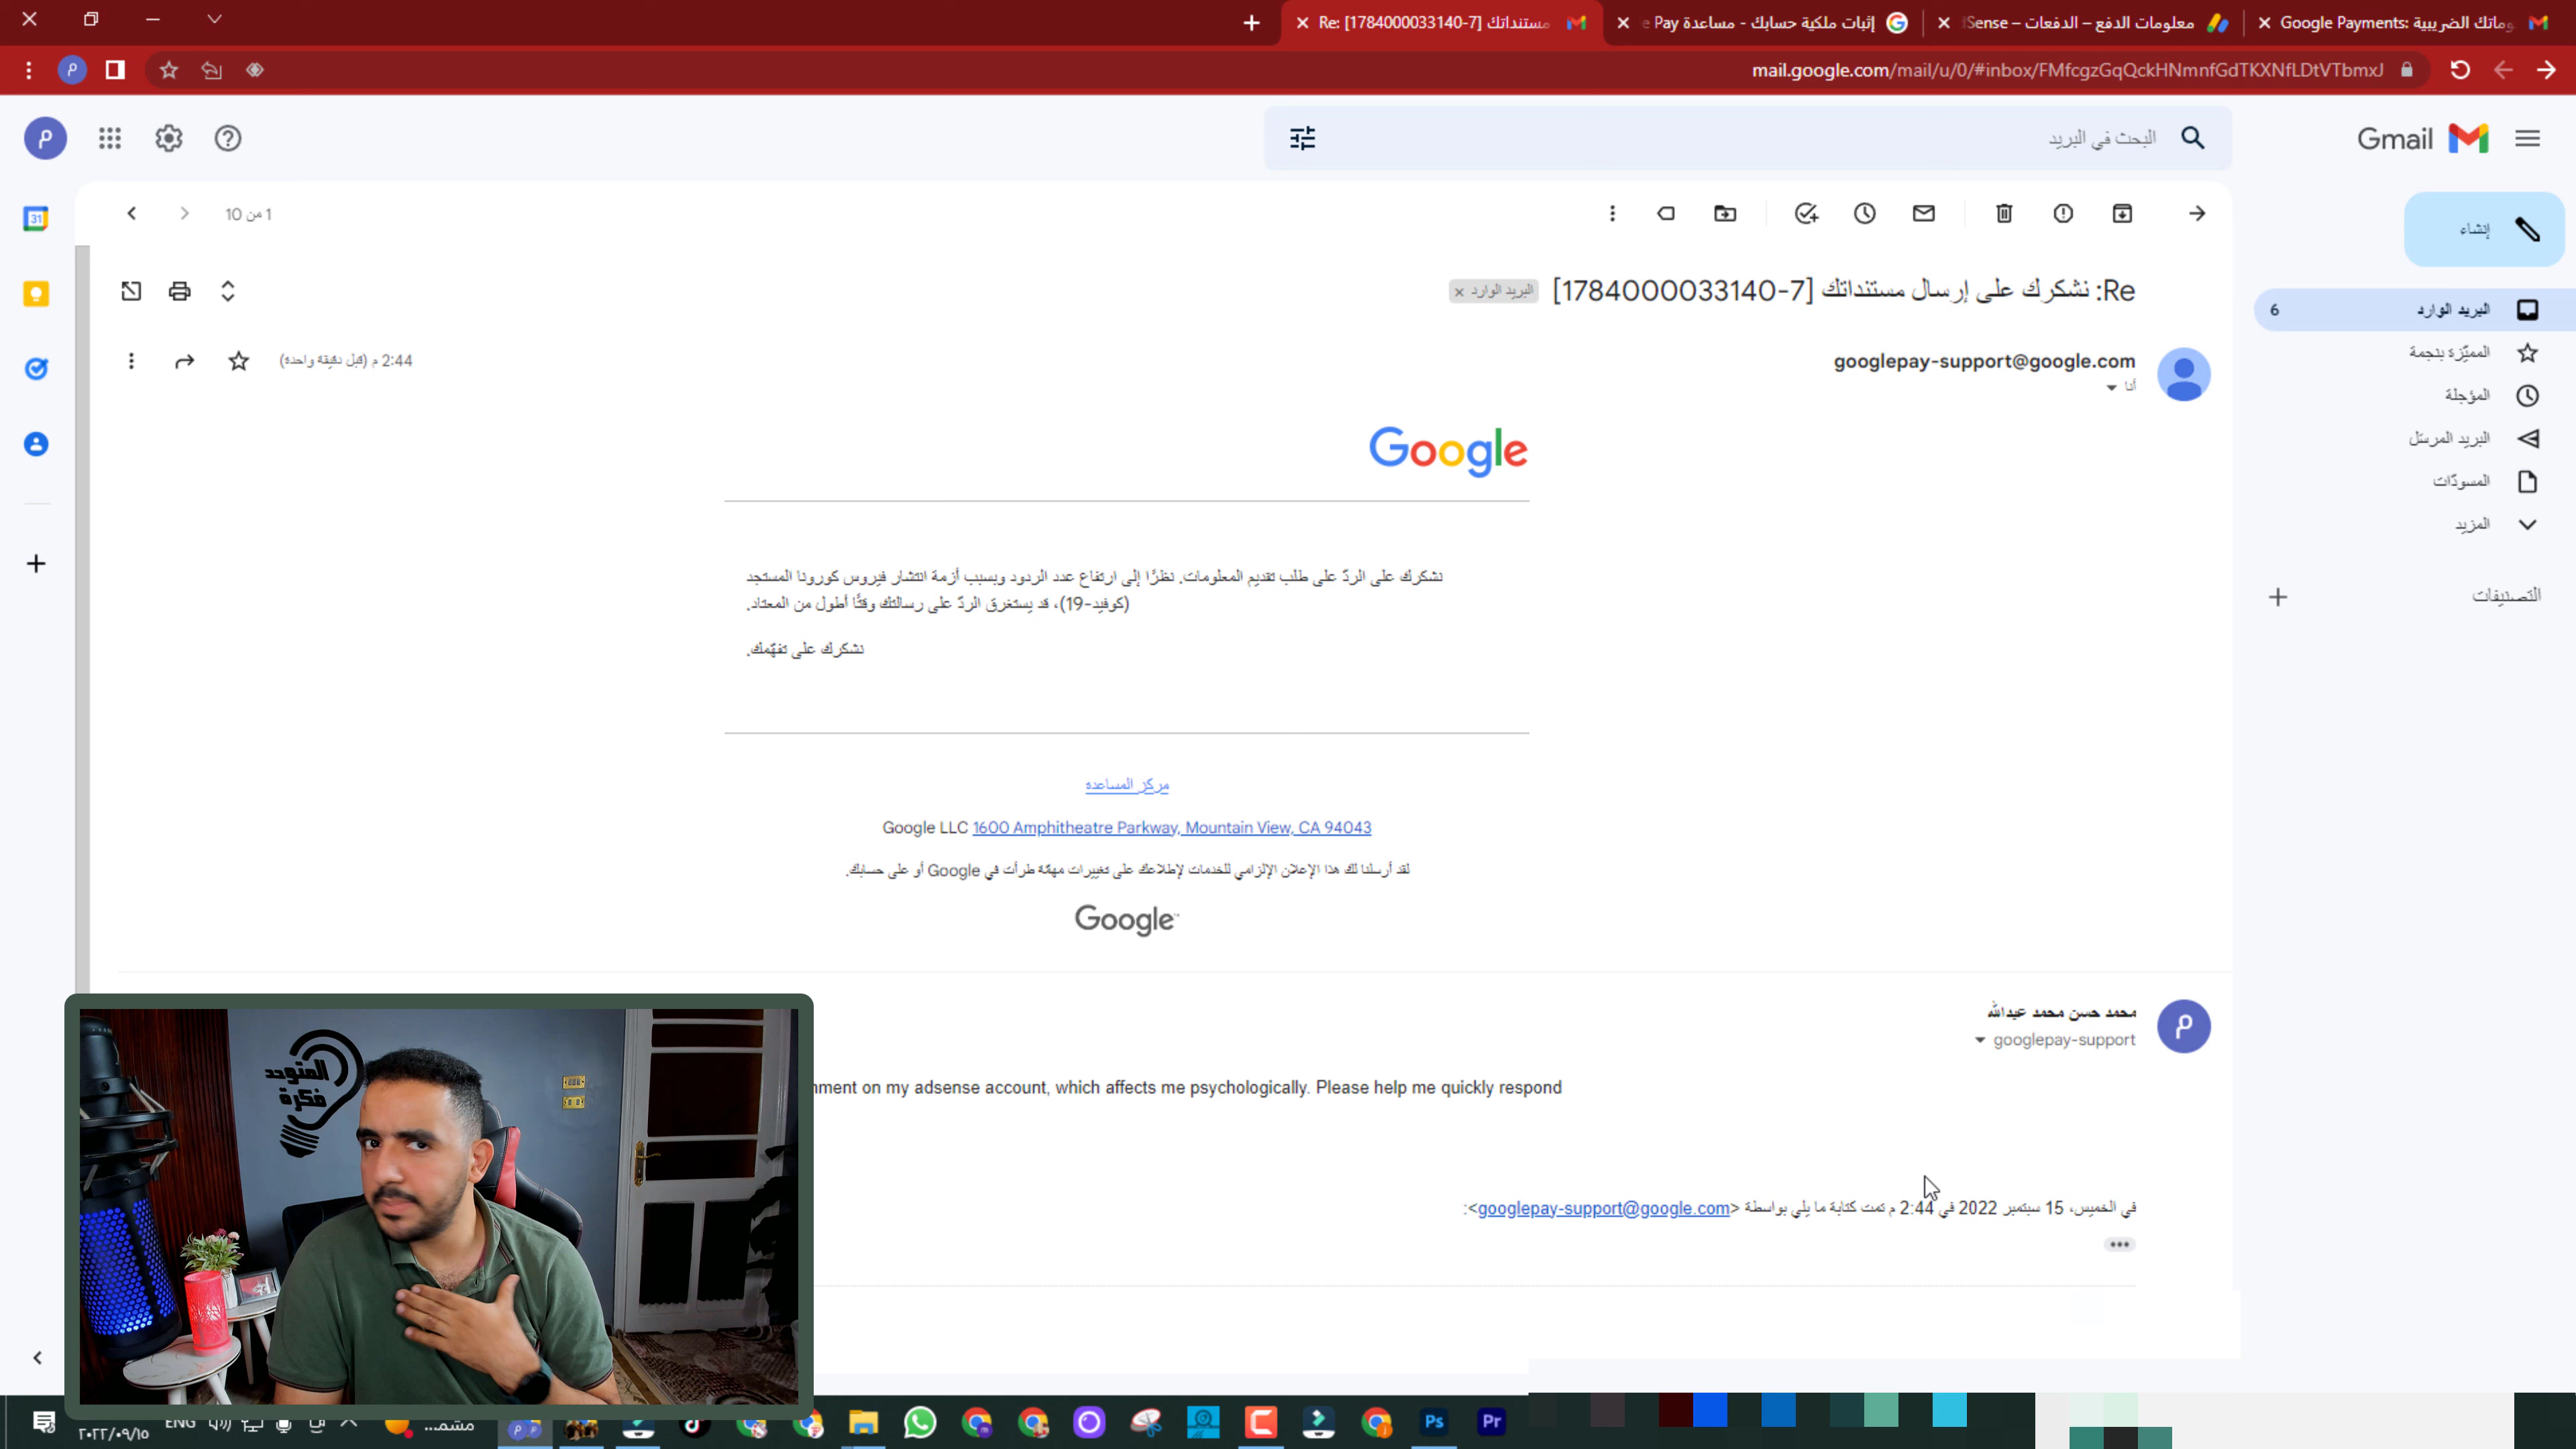 Google Payments: وماتك الضريبية
معلومات الدفع – الدفعات – Sense
إثبات ملكية حسابك - مساعدة Pay
Re: [1784000033140-7] مستنداتك
mail.google.com/mail/u/0/#inbox/FMfcgzGqQckHNmnfGdTKXNfLDtVTbmxJ
Gmail
البحث في البريد
إنشاء
البريد الوارد
6
المميّزة بنجمة
المؤجلة
البريد المرسَل
المسودّات
المزيد
التصنيفات
1 من 10
Re: نشكرك على إرسال مستنداتك [1784000033140-7]
البريد الوارد
googlepay-support@google.com
أنا
2:44 م (قبل دقيقة واحدة)
Google
نشكرك على الردّ على طلب تقديم المعلومات. نظرًا إلى ارتفاع عدد الردود وبسبب أزمة انتشار فيروس كورونا المستجد
(كوفيد-19)، قد يستغرق الردّ على رسالتك وقتًا أطول من المعتاد.
نشكرك على تفهّمك.
مركز المساعدة
Google LLC 1600 Amphitheatre Parkway, Mountain View, CA 94043
لقد أرسلنا لك هذا الإعلان الإلزامي للخدمات لإطلاعك على تغييرات مهمّة طرأت في Google أو على حسابك.
Google
محمد حسن محمد عبدالله
googlepay-support
nment on my adsense account, which affects me psychologically. Please help me quickly respond
في الخميس، 15 سبتمبر 2022 في 2:44 م تمت كتابة ما يلي بواسطة <googlepay-support@google.com>:
المتوحد
فكرة
مشم...
ENG
٢٠٢٢/٠٩/١٥
Ps
Pr